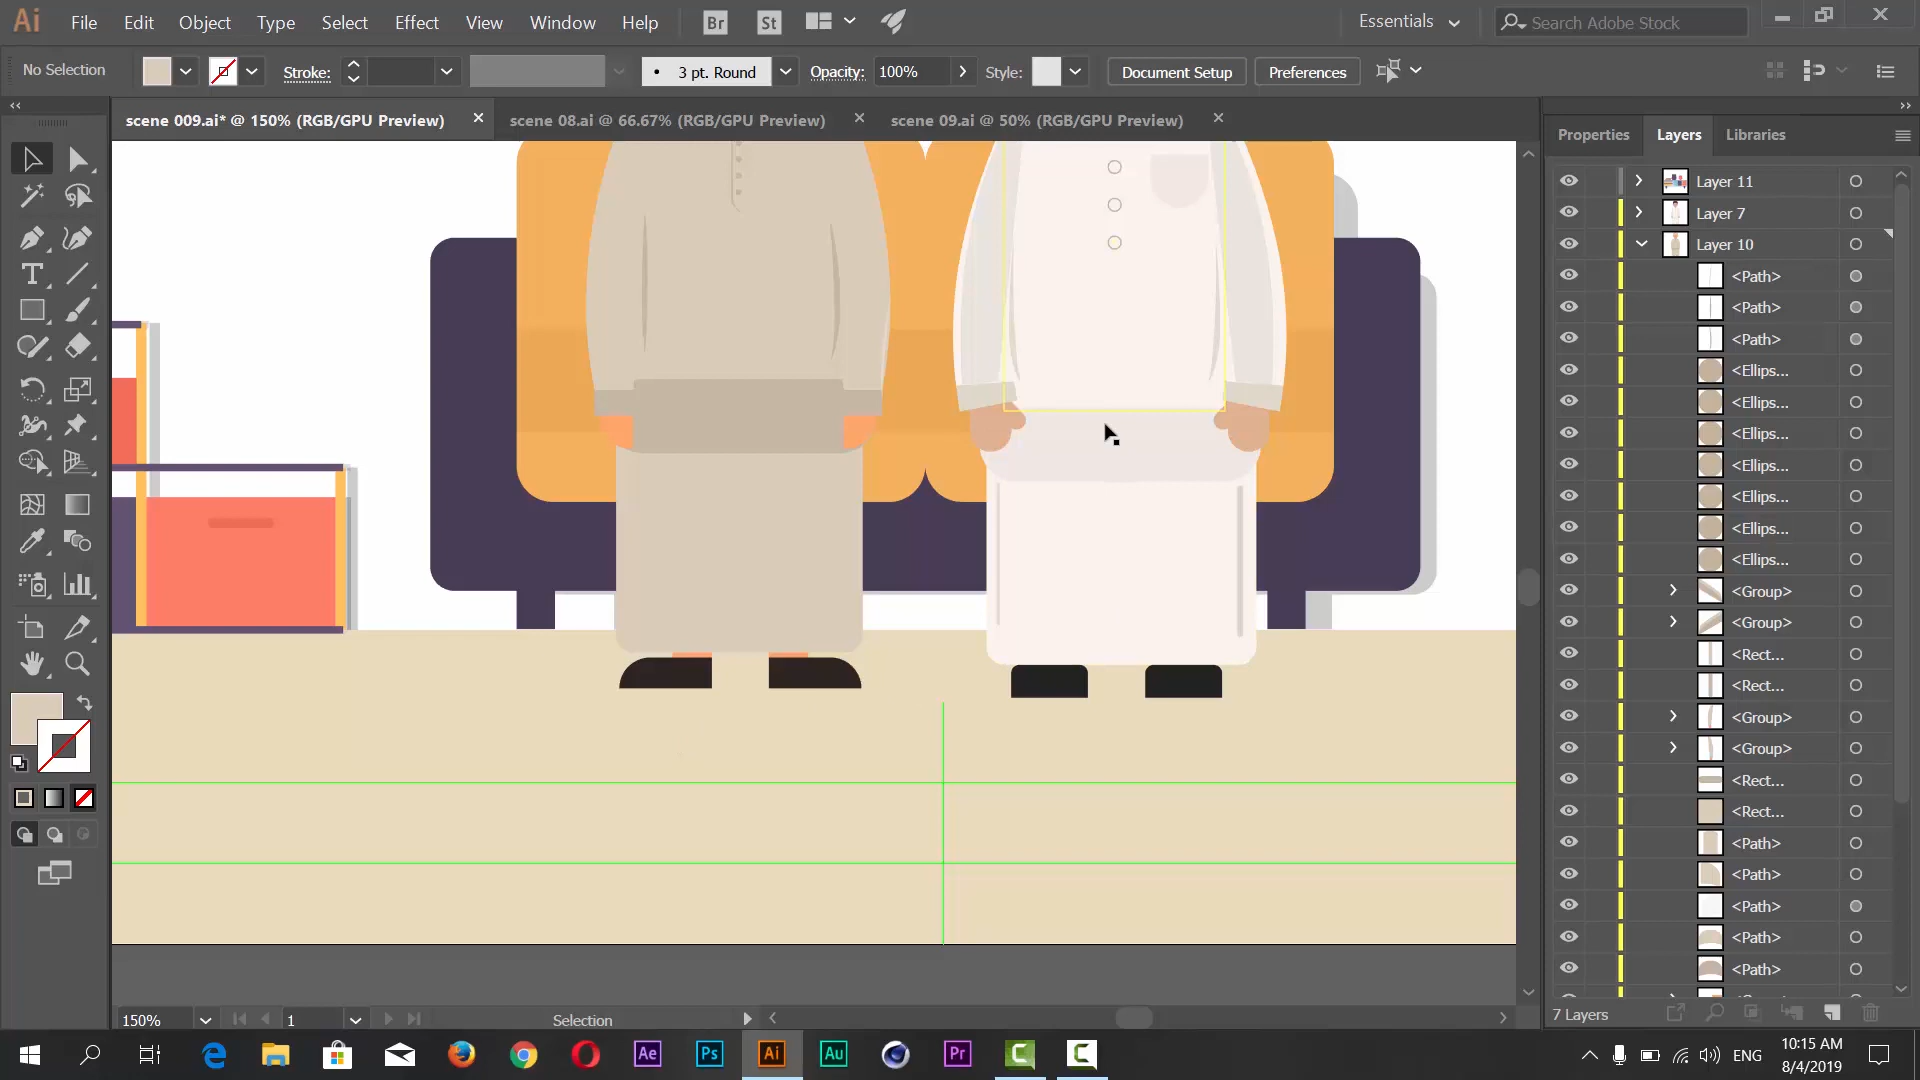 Ai File Edit Object Type Select Effect View Window Help Br St Essentials Search Adobe Stock
No Selection Stroke: 3 pt. Round Opacity: 100% Style: Document Setup Preferences
scene 009.ai* @ 150% (RGB/GPU Preview) scene 08.ai @ 66.67% (RGB/GPU Preview) scene 09.ai @ 50% (RGB/GPU Preview)
Properties Layers Libraries
Layer 11
Layer 7
Layer 10
<Path>
<Path>
<Path>
<Ellips...
<Ellips...
<Ellips...
<Ellips...
<Ellips...
<Ellips...
<Ellips...
<Group>
<Group>
<Rect...
<Rect...
<Group>
<Group>
<Rect...
<Rect...
<Path>
<Path>
<Path>
<Path>
<Path>
7 Layers
150% 1 Selection
Ae Ps Ai Au Pr ENG
10:15 AM
8/4/2019